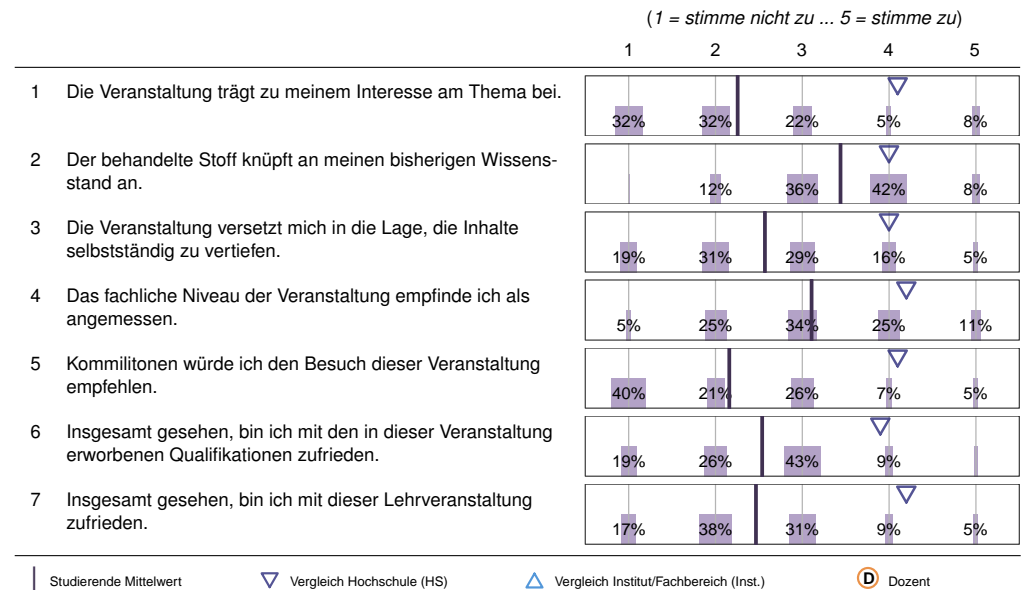 (1 = stimme nicht zu ... 5 = stimme zu)
1 2 3 4 5
1 Die Veranstaltung trägt zu meinem Interesse am Thema bei.
32% 32% 22% 5% 8%
2 Der behandelte Stoff knüpft an meinen bisherigen Wissens-
stand an.
12% 36% 42% 8%
3 Die Veranstaltung versetzt mich in die Lage, die Inhalte
selbstständig zu vertiefen.
19% 31% 29% 16% 5%
4 Das fachliche Niveau der Veranstaltung empfinde ich als
angemessen.
5% 25% 34% 25% 11%
5 Kommilitonen würde ich den Besuch dieser Veranstaltung
empfehlen.
40% 21% 26% 7% 5%
6 Insgesamt gesehen, bin ich mit den in dieser Veranstaltung
erworbenen Qualifikationen zufrieden.
19% 26% 43% 9%
7 Insgesamt gesehen, bin ich mit dieser Lehrveranstaltung
zufrieden.
17% 38% 31% 9% 5%
Studierende Mittelwert Vergleich Hochschule (HS) Vergleich Institut/Fachbereich (Inst.) D Dozent